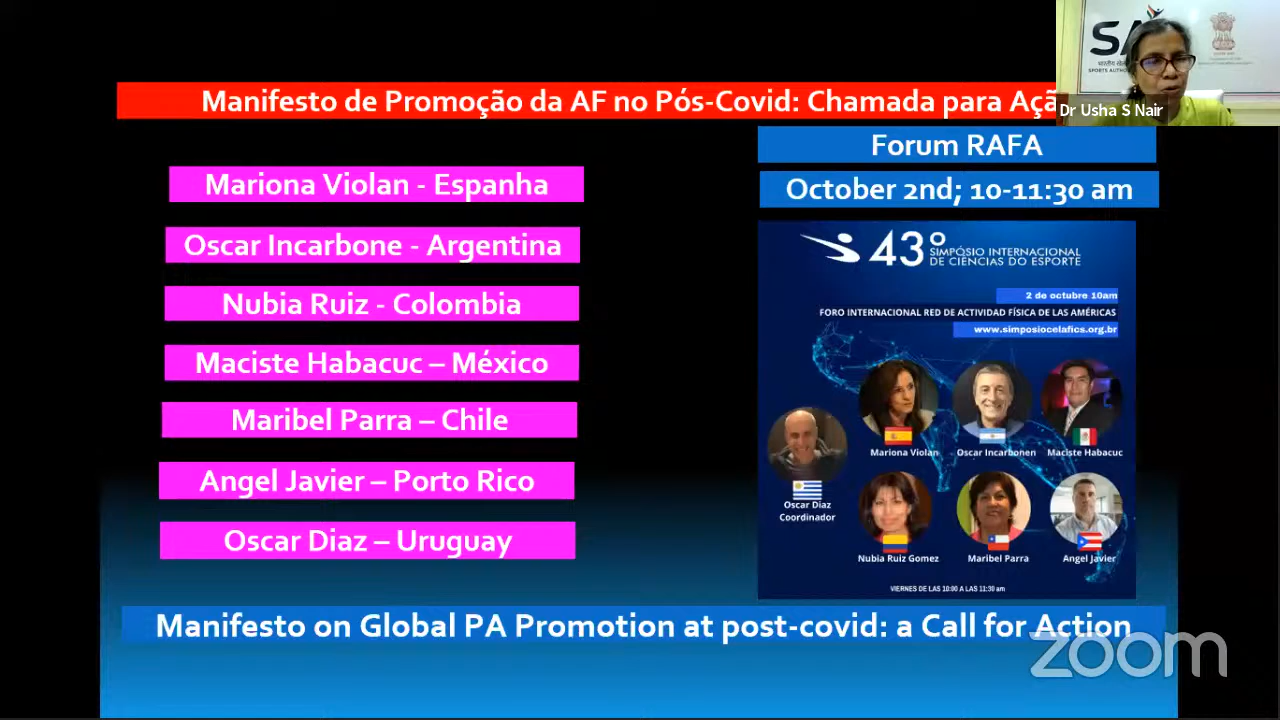 Manifesto de Promoção da AF no Pós-Covid: Chamada para Açã
SA
SPORTS AUTHOR
Dr Usha S Nair
Forum RAFA
October 2nd; 10-11:30 am
Mariona Violan - Espanha
Oscar Incarbone - Argentina
Nubia Ruiz - Colombia
Maciste Habacuc – México
Maribel Parra – Chile
Angel Javier – Porto Rico
Oscar Diaz – Uruguay
43º
SIMPÓSIO INTERNACIONAL
DE CIÊNCIAS DO ESPORTE
2 de octubre 10am
FORO INTERNACIONAL RED DE ACTIVIDAD FÍSICA DE LAS AMÉRICAS
www.simposiocelafics.org.br
Mariona Violan
Oscar Incarbonen
Maciste Habacuc
Oscar Diaz
Coordinador
Nubia Ruiz Gomez
Maribel Parra
Angel Javier
VIERNES DE LAS 10:00 A LAS 11:30 am
Manifesto on Global PA Promotion at post-covid: a Call for Action
zoom